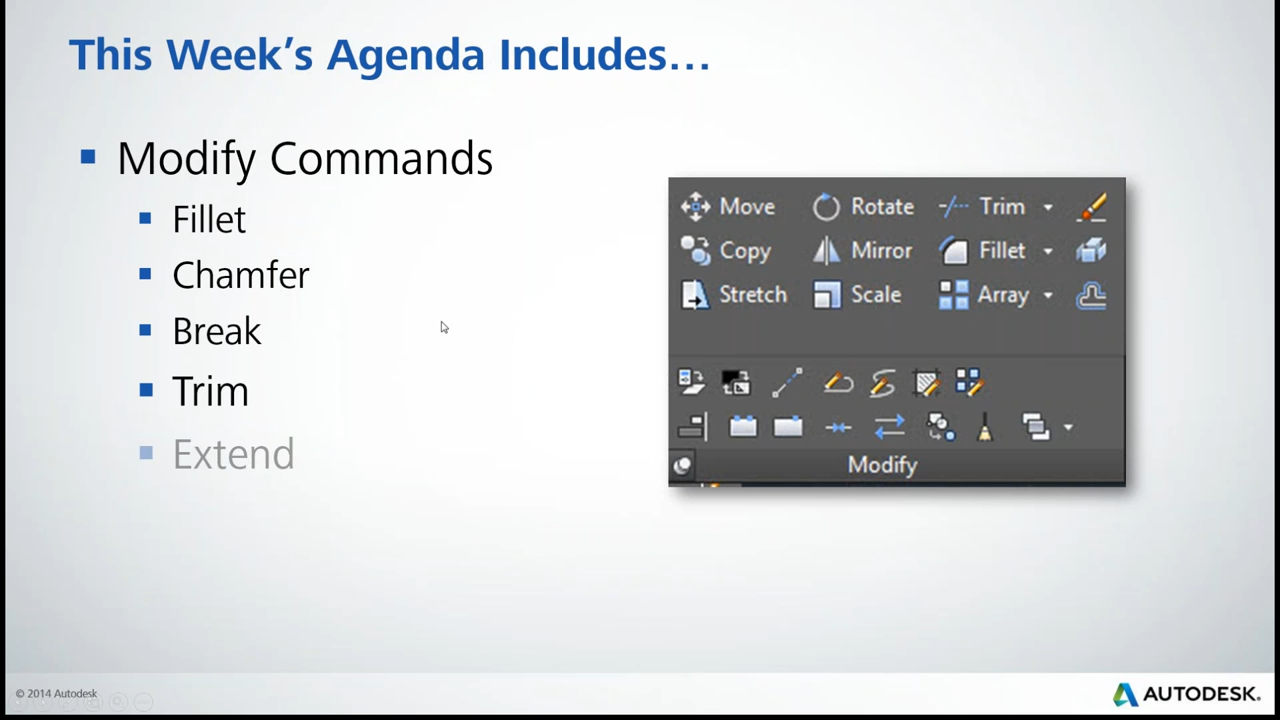 This Week's Agenda Includes…
Modify Commands
Fillet
Chamfer
Break
Trim
Extend
Move Rotate Trim
Copy Mirror Fillet
Stretch Scale Array
Modify
© 2014 Autodesk
AUTODESK.